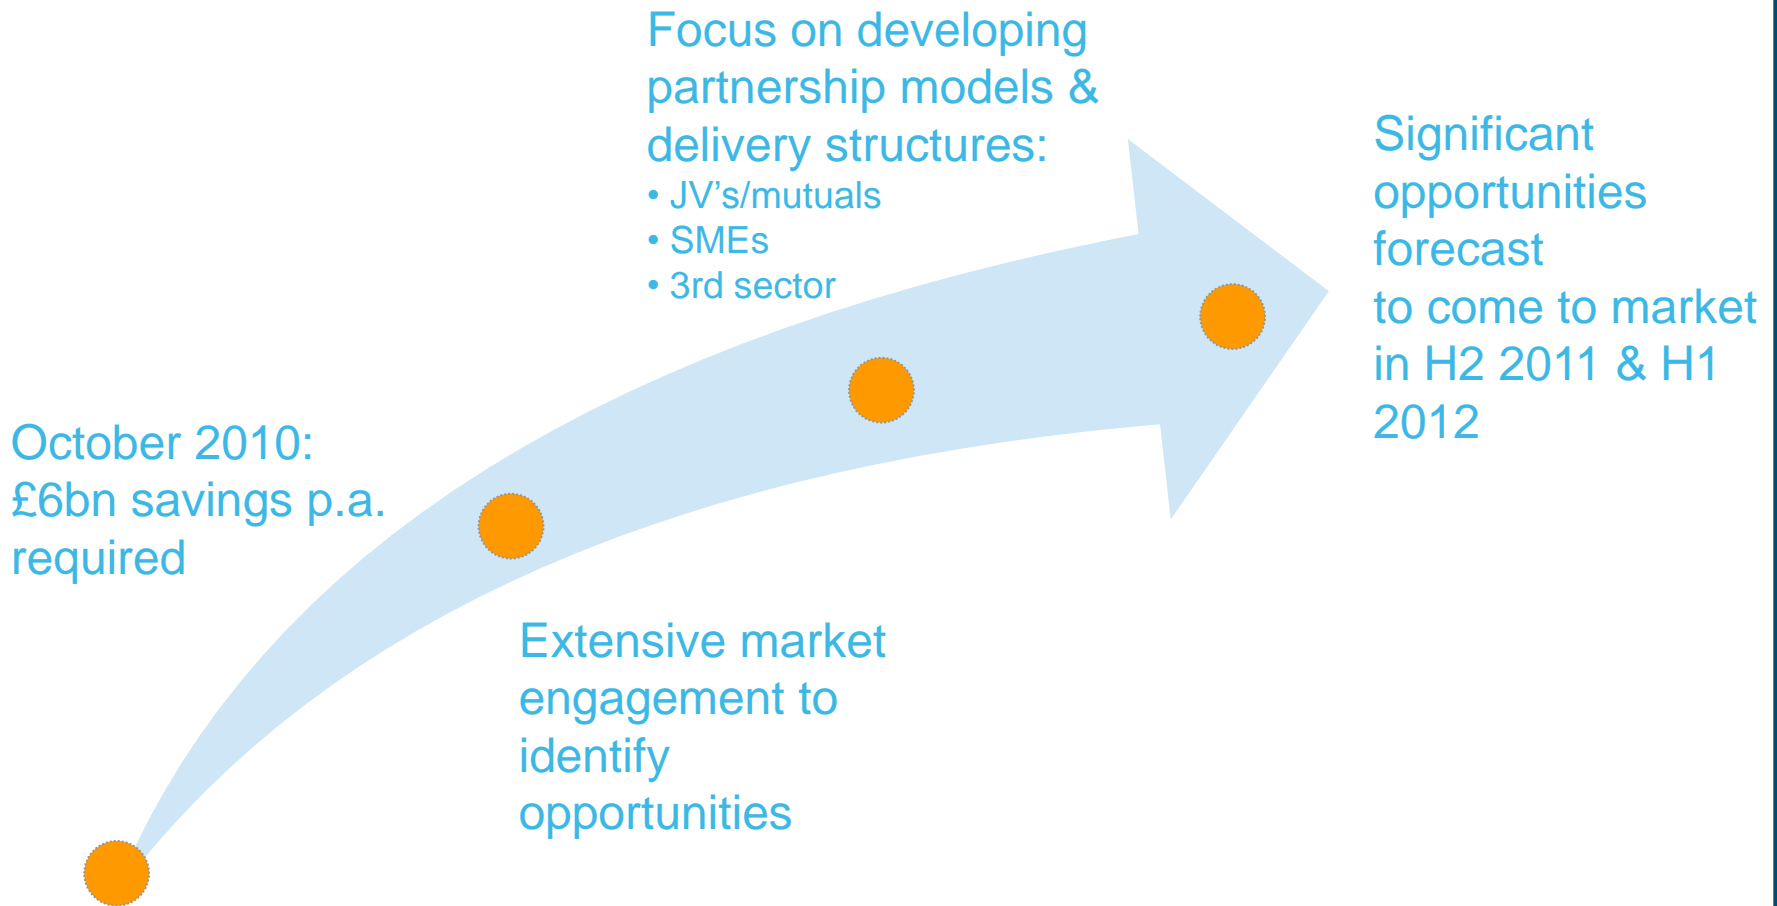 October 2010:
£6bn savings p.a.
required
Extensive market
engagement to
identify
opportunities
Focus on developing
partnership models &
delivery structures:
• JV’s/mutuals
• SMEs
• 3rd sector
Significant
opportunities
forecast
to come to market
in H2 2011 & H1
2012